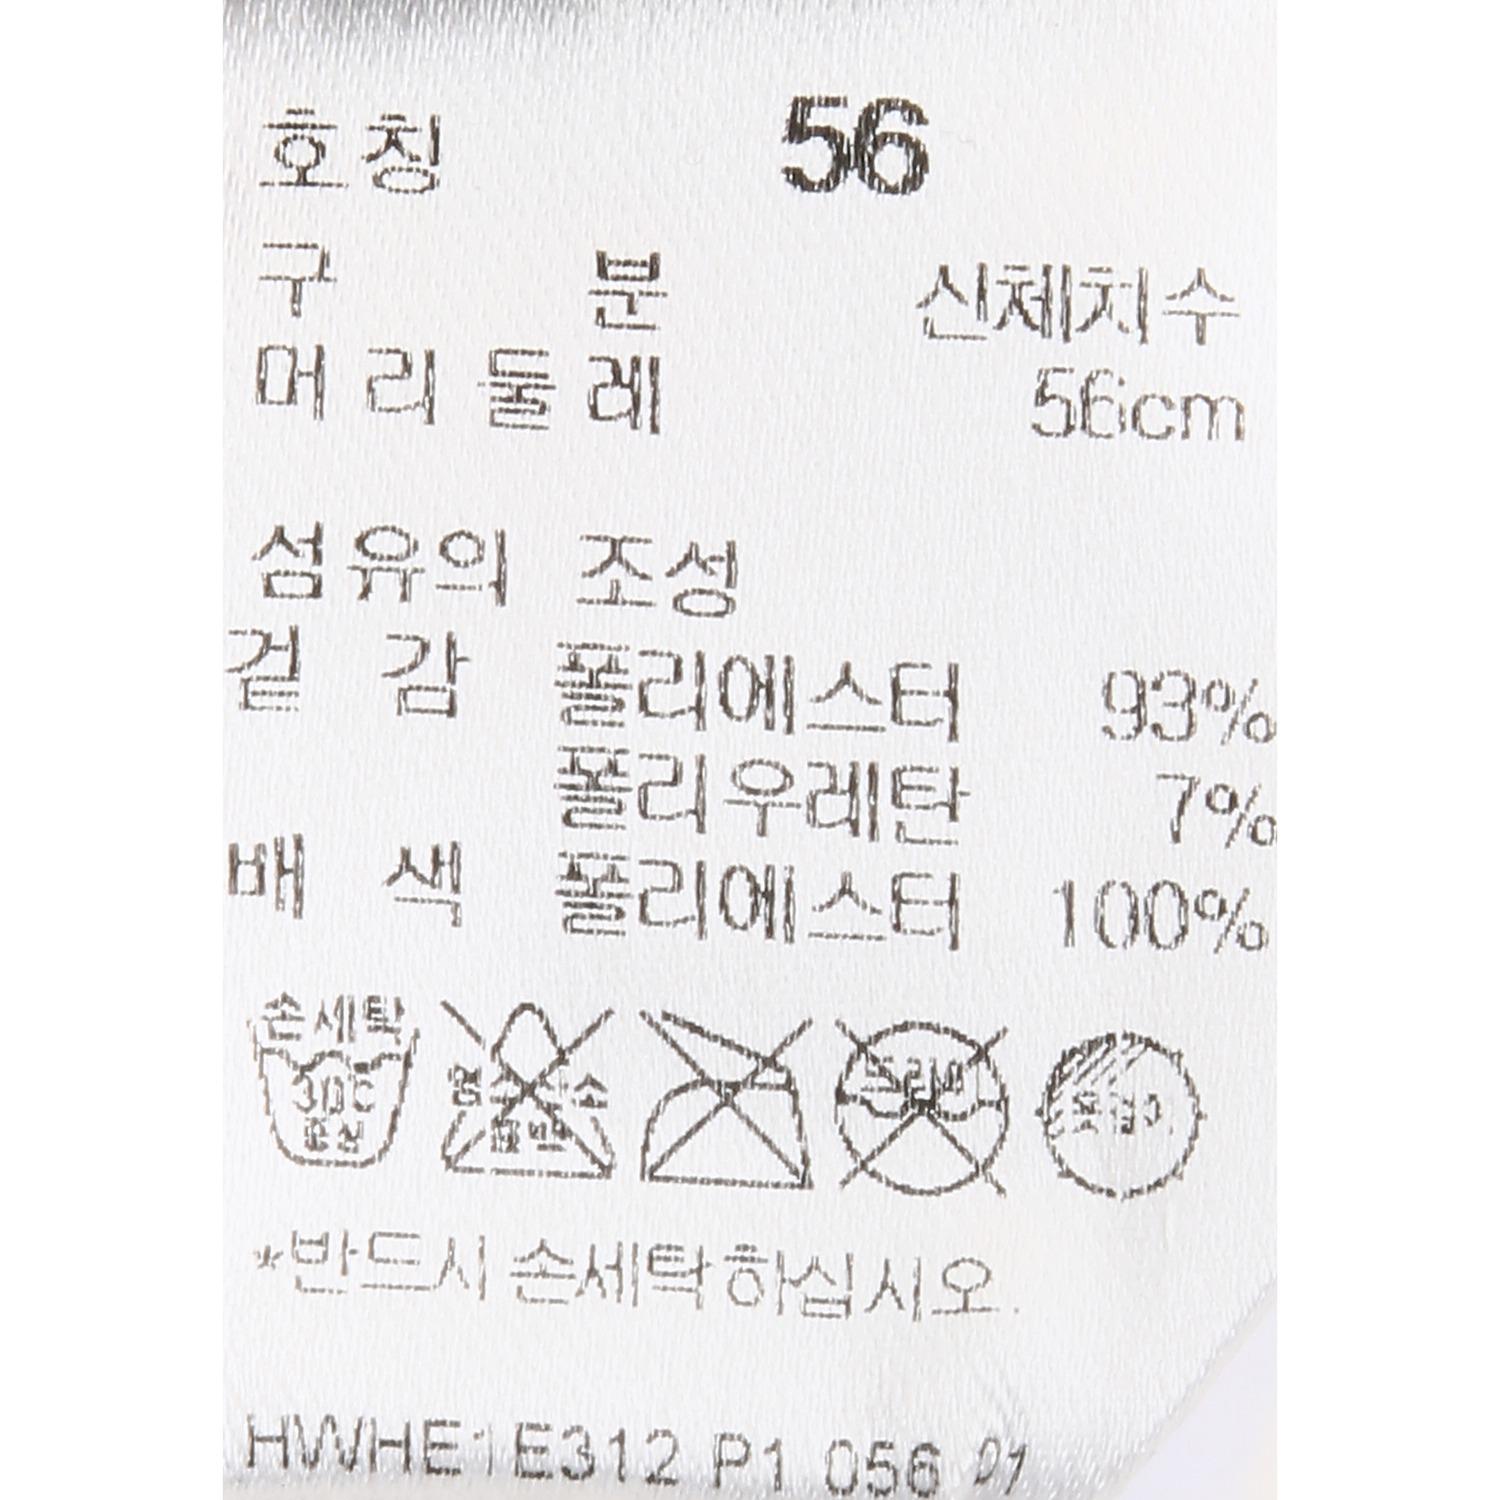 호칭 56
구 분 신체치수
머리둘레 56cm
섬유의 조성
겉 감 폴리에스터 93%
폴리우레탄 7%
배 색 폴리에스터 100%
손세탁
30℃
중성
염소산소
표백
드라이
옷걸이
*반드시 손세탁하십시오.
HWHE1E312 P1 056 01